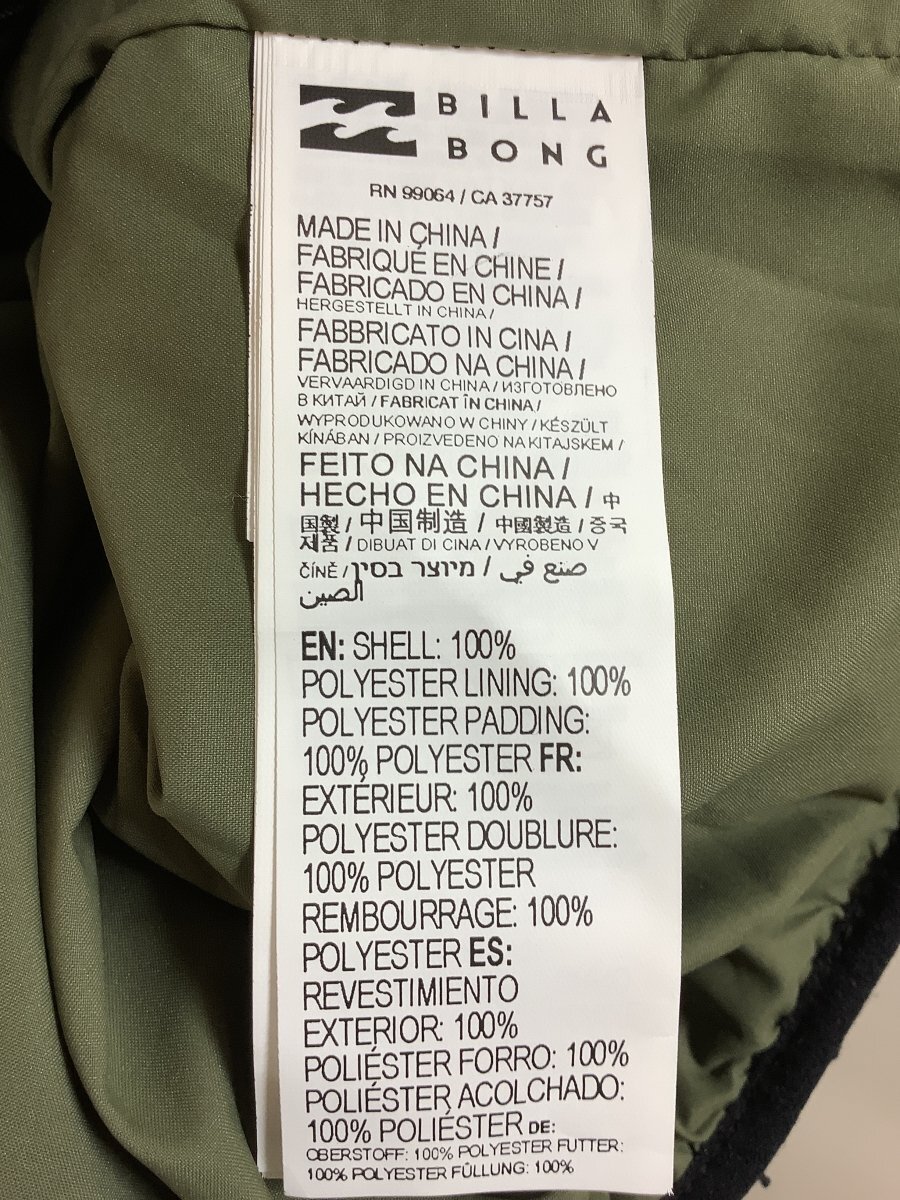 BILLA
BONG
RN 99064 / CA 37757
MADE IN CHINA /
FABRIQUÉ EN CHINE /
FABRICADO EN CHINA /
HERGESTELLT IN CHINA /
FABBRICATO IN CINA /
FABRICADO NA CHINA /
VERVAARDIGD IN CHINA / ИЗГОТОВЛЕНО
В КИТАЙ / FABRICAT ÎN CHINA /
WYPRODUKOWANO W CHINY / KÉSZÜLT
KÍNÁBAN / PROIZVEDENO NA KITAJSKEM /
FEITO NA CHINA /
HECHO EN CHINA / 中
国製 / 中国制造 / 中國製造 / 중국
제품 / DIBUAT DI CINA / VYROBENO V
ČÍNĚ / מיוצר בסין / صنع في
الصين
EN: SHELL: 100%
POLYESTER LINING: 100%
POLYESTER PADDING:
100% POLYESTER FR:
EXTÉRIEUR: 100%
POLYESTER DOUBLURE:
100% POLYESTER
REMBOURRAGE: 100%
POLYESTER ES:
REVESTIMIENTO
EXTERIOR: 100%
POLIÉSTER FORRO: 100%
POLIÉSTER ACOLCHADO:
100% POLIÉSTER DE:
OBERSTOFF: 100% POLYESTER FUTTER:
100% POLYESTER FÜLLUNG: 100%